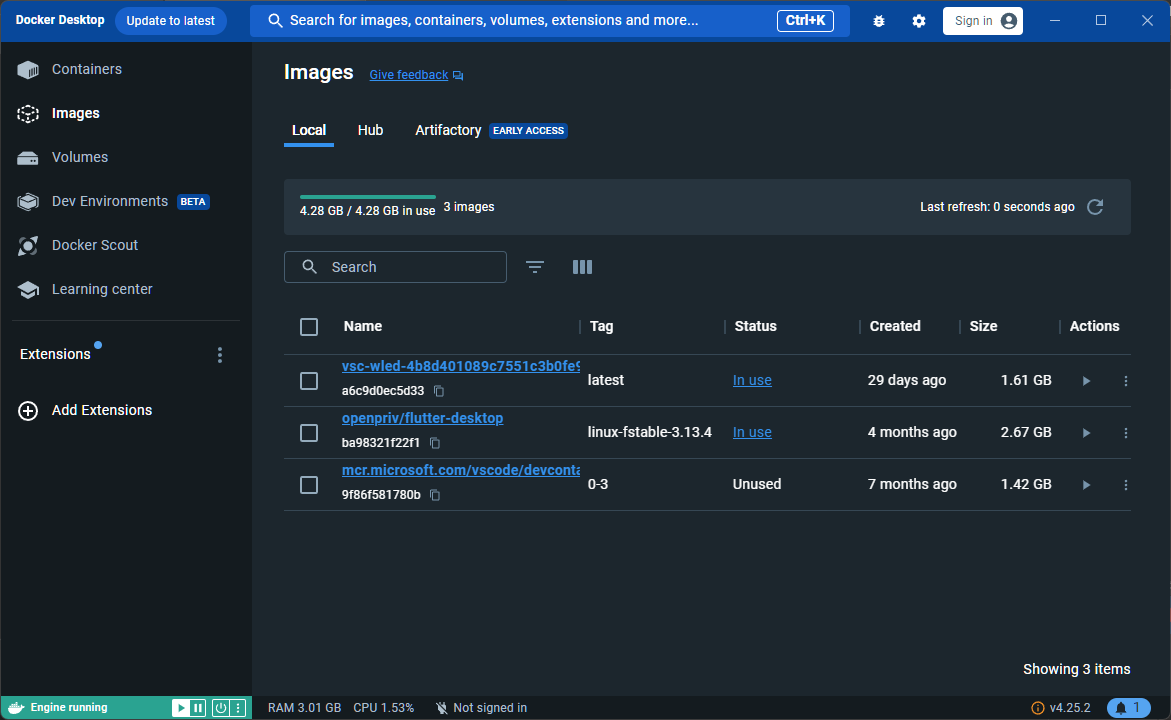 Docker Desktop
Update to latest
Search for images, containers, volumes, extensions and more...
Ctrl+K
Sign in
Containers
Images
Volumes
Dev Environments BETA
Docker Scout
Learning center
Extensions
Add Extensions
Images Give feedback
Local Hub Artifactory EARLY ACCESS
4.28 GB / 4.28 GB in use 3 images
Last refresh: 0 seconds ago
Search
Name Tag Status Created Size Actions
vsc-wled-4b8d401089c7551c3b0fe9
a6c9d0ec5d33
latest In use 29 days ago 1.61 GB
openpriv/flutter-desktop
ba98321f22f1
linux-fstable-3.13.4 In use 4 months ago 2.67 GB
mcr.microsoft.com/vscode/devconta
9f86f581780b
0-3 Unused 7 months ago 1.42 GB
Showing 3 items
Engine running
RAM 3.01 GB CPU 1.53% Not signed in
v4.25.2
1